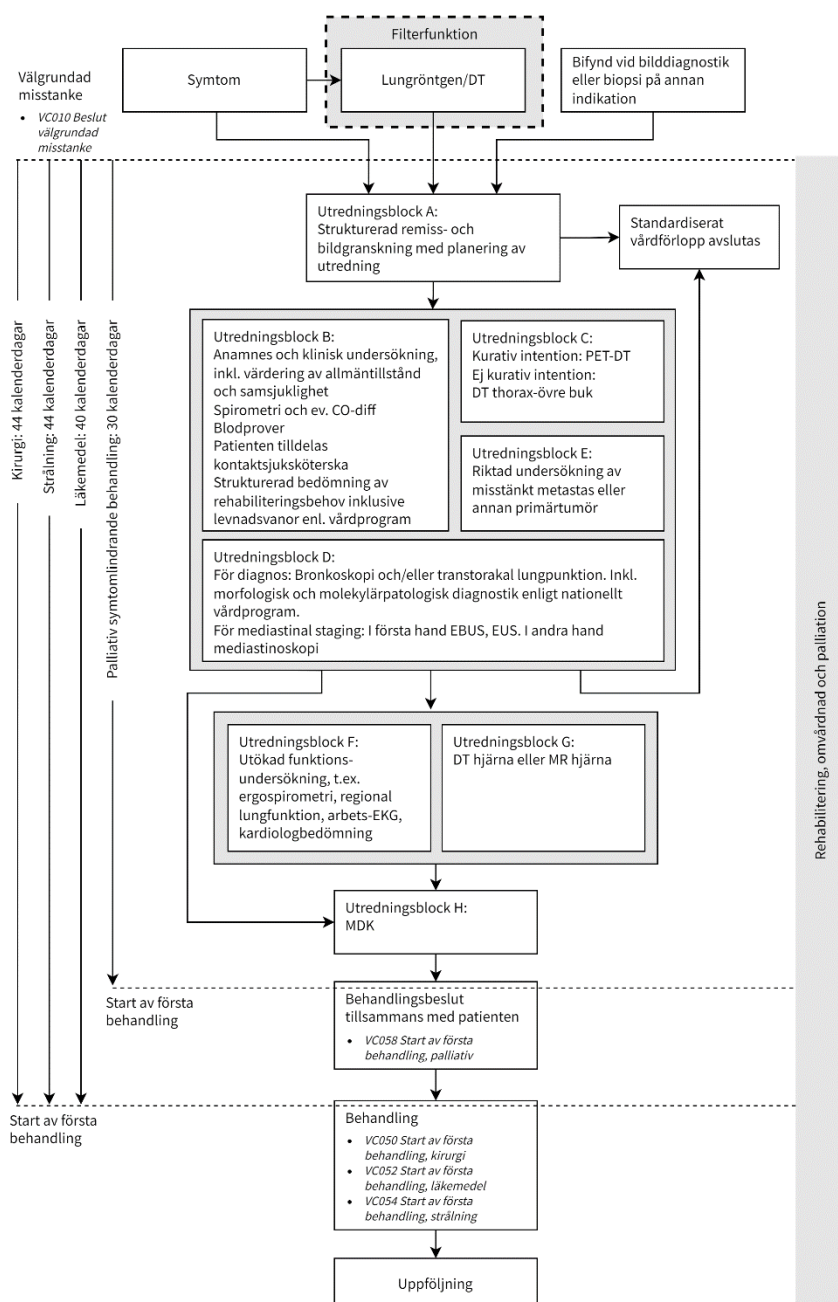 Filterfunktion
Symtom
Lungröntgen/DT
Bifynd vid bilddiagnostik
eller biopsi på annan
indikation
Välgrundad
misstanke
• VC010 Beslut
välgrundad
misstanke
Utredningsblock A:
Strukturerad remiss- och
bildgranskning med planering av
utredning
Standardiserat
vårdförlopp avslutas
Kirurgi: 44 kalenderdagar
Strålning: 44 kalenderdagar
Läkemedel: 40 kalenderdagar
Palliativ symtomlindrande behandling: 30 kalenderdagar
Utredningsblock B:
Anamnes och klinisk undersökning,
inkl. värdering av allmäntillstånd
och samsjuklighet
Spirometri och ev. CO-diff
Blodprover
Patienten tilldelas
kontaktsjuksköterska
Strukturerad bedömning av
rehabiliteringsbehov inklusive
levnadsvanor enl. vårdprogram
Utredningsblock C:
Kurativ intention: PET-DT
Ej kurativ intention:
DT thorax-övre buk
Utredningsblock E:
Riktad undersökning av
misstänkt metastas eller
annan primärtumör
Utredningsblock D:
För diagnos: Bronkoskopi och/eller transtorakal lungpunktion. Inkl.
morfologisk och molekylärpatologisk diagnostik enligt nationellt
vårdprogram.
För mediastinal staging: I första hand EBUS, EUS. I andra hand
mediastinoskopi
Utredningsblock F:
Utökad funktions-
undersökning, t.ex.
ergospirometri, regional
lungfunktion, arbets-EKG,
kardiologbedömning
Utredningsblock G:
DT hjärna eller MR hjärna
Rehabilitering, omvårdnad och palliation
Utredningsblock H:
MDK
Start av första
behandling
Behandlingsbeslut
tillsammans med patienten
• VC058 Start av första
behandling, palliativ
Start av första
behandling
Behandling
• VC050 Start av första
behandling, kirurgi
• VC052 Start av första
behandling, läkemedel
• VC054 Start av första
behandling, strålning
Uppföljning